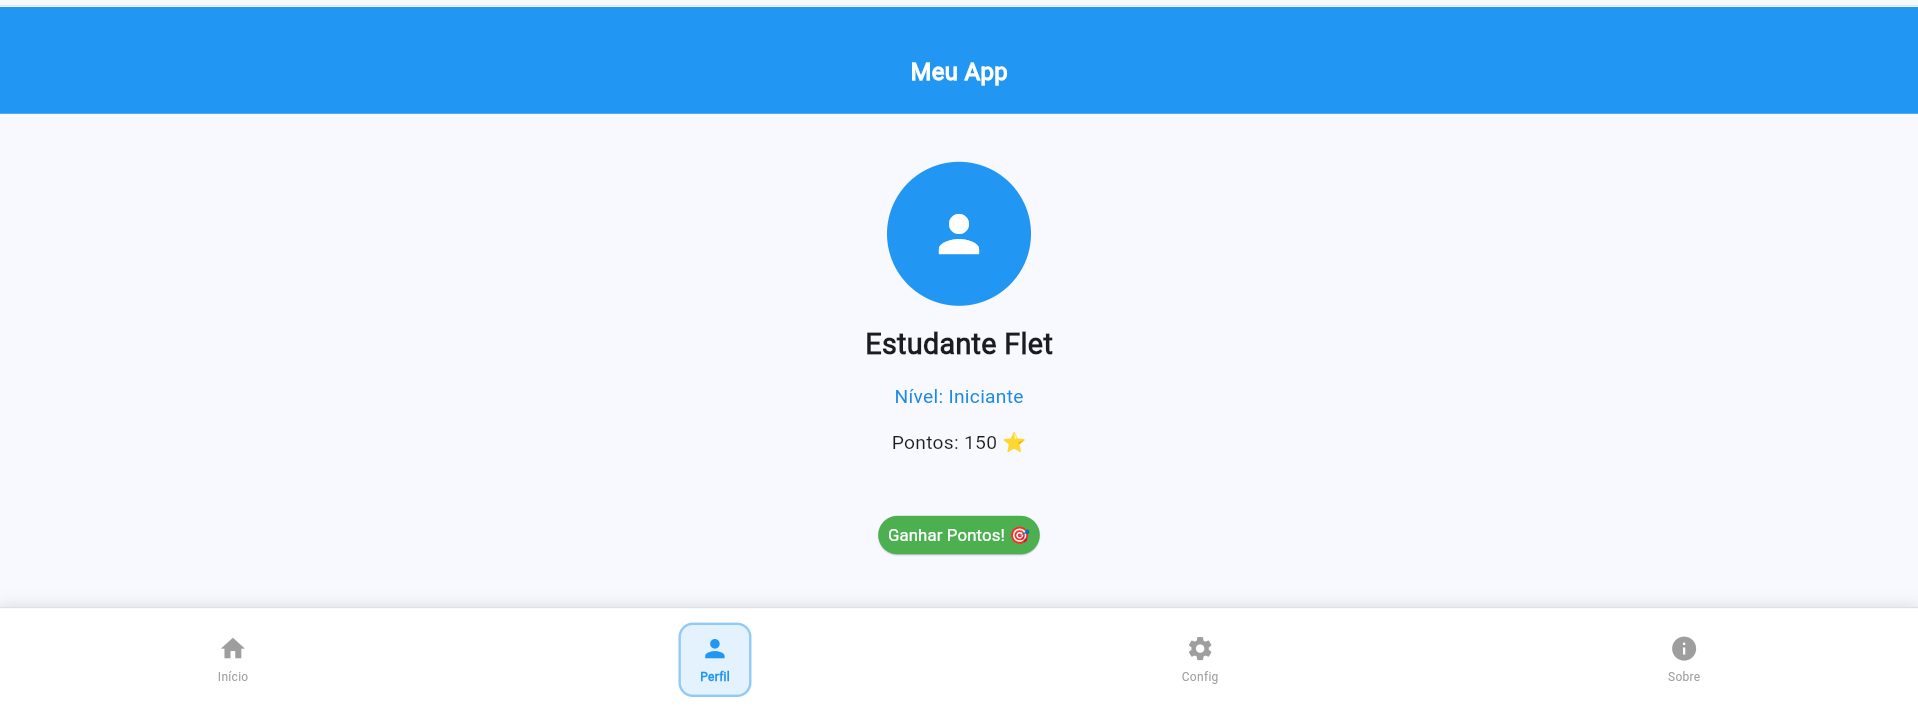 Meu App
Estudante Flet
Nível: Iniciante
Pontos: 150 ⭐
Ganhar Pontos! 🎯
Início
Perfil
Config
Sobre